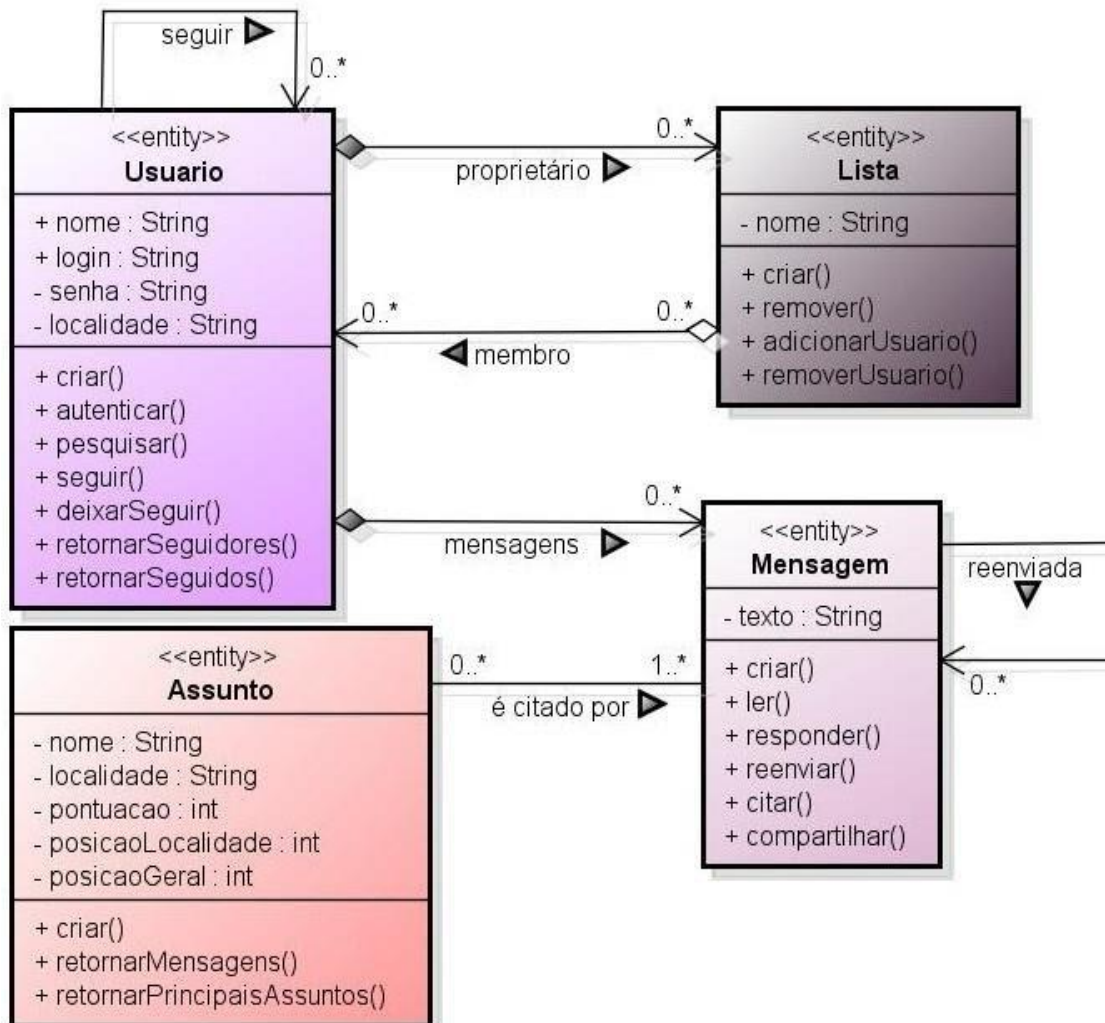 seguir
0..*
<<entity>>
Usuario
+ nome : String
+ login : String
- senha : String
- localidade : String
+ criar()
+ autenticar()
+ pesquisar()
+ seguir()
+ deixarSeguir()
+ retornarSeguidores()
+ retornarSeguidos()
0..*
proprietário
<<entity>>
Lista
- nome : String
+ criar()
+ remover()
+ adicionarUsuario()
+ removerUsuario()
0..*
0..*
membro
0..*
mensagens
<<entity>>
Mensagem
- texto : String
+ criar()
+ ler()
+ responder()
+ reenviar()
+ citar()
+ compartilhar()
reenviada
0..*
<<entity>>
Assunto
- nome : String
- localidade : String
- pontuacao : int
- posicaoLocalidade : int
- posicaoGeral : int
+ criar()
+ retornarMensagens()
+ retornarPrincipaisAssuntos()
0..*
1..*
é citado por